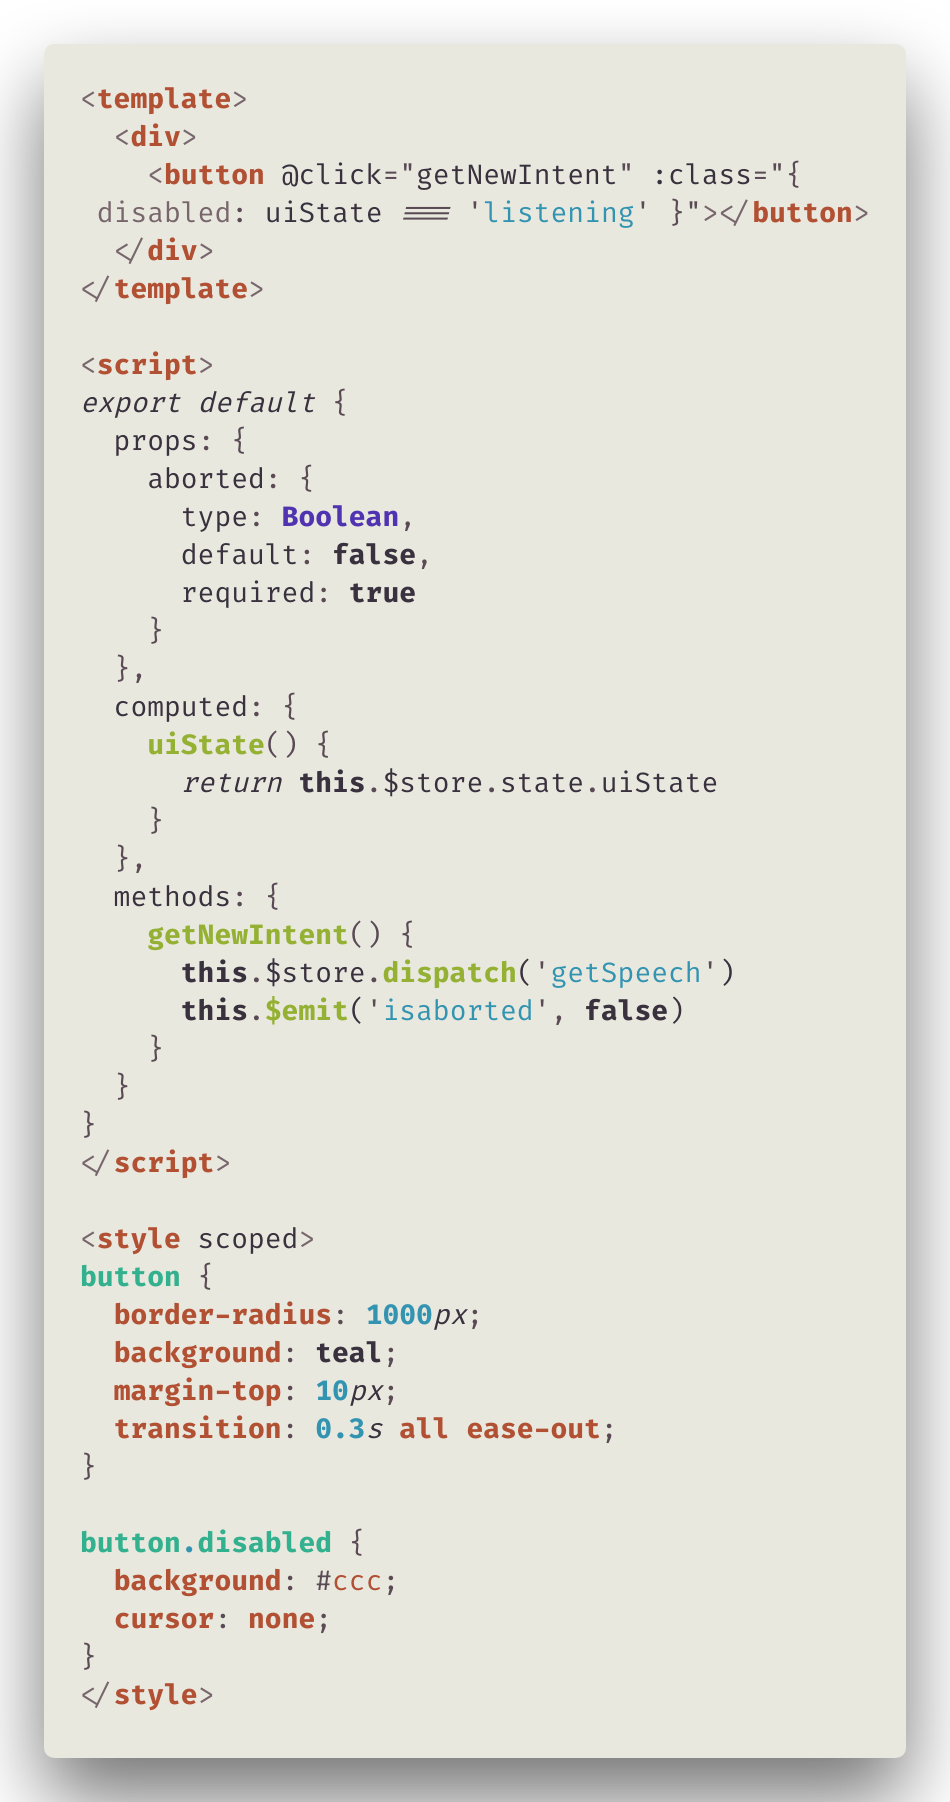 <template>
  <div>
    <button @click="getNewIntent" :class="{
 disabled: uiState === 'listening' }"></button>
  </div>
</template>

<script>
export default {
  props: {
    aborted: {
      type: Boolean,
      default: false,
      required: true
    }
  },
  computed: {
    uiState() {
      return this.$store.state.uiState
    }
  },
  methods: {
    getNewIntent() {
      this.$store.dispatch('getSpeech')
      this.$emit('isaborted', false)
    }
  }
}
</script>

<style scoped>
button {
  border-radius: 1000px;
  background: teal;
  margin-top: 10px;
  transition: 0.3s all ease-out;
}

button.disabled {
  background: #ccc;
  cursor: none;
}
</style>